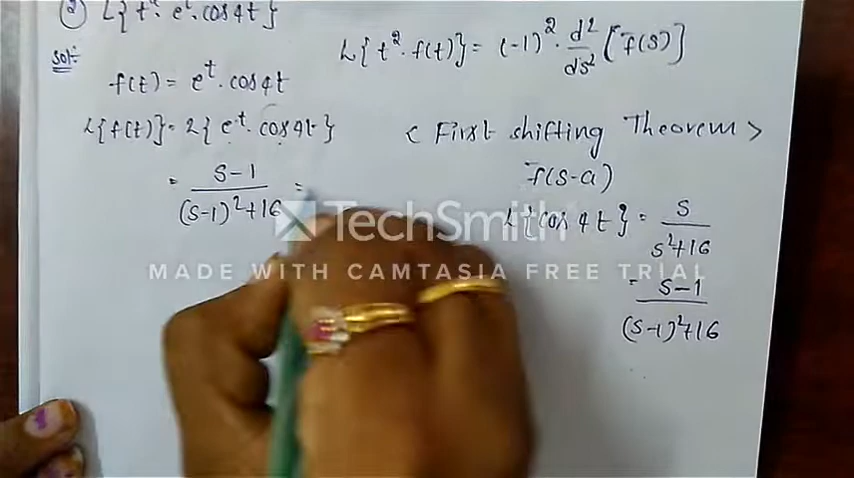 ② L{t². eᵗ. cos4t}
L{t². f(t)} = (-1)². d²/ds² [f̄(s)]
Sol:-
f(t) = eᵗ. cos4t
L{f(t)} = L{eᵗ. cos4t} < First shifting Theorem >
= s-1/(s-1)²+16 =
f̄(s-a)
L{cos4t} = s/s²+16
= s-1/(s-1)²+16
TechSmith
MADE WITH CAMTASIA FREE TRIAL